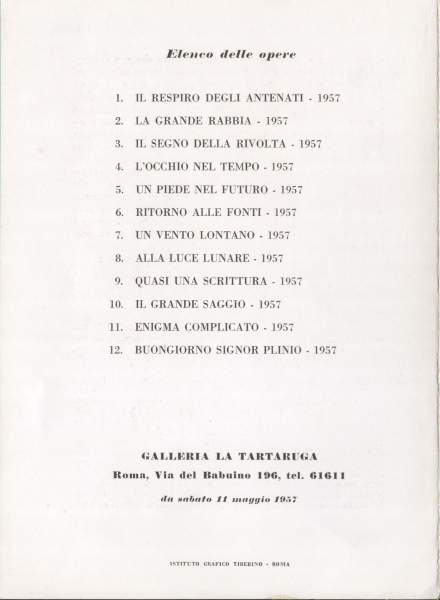 Elenco delle opere
1. IL RESPIRO DEGLI ANTENATI - 1957
2. LA GRANDE RABBIA - 1957
3. IL SEGNO DELLA RIVOLTA - 1957
4. L'OCCHIO NEL TEMPO - 1957
5. UN PIEDE NEL FUTURO - 1957
6. RITORNO ALLE FONTI - 1957
7. UN VENTO LONTANO - 1957
8. ALLA LUCE LUNARE - 1957
9. QUASI UNA SCRITTURA - 1957
10. IL GRANDE SAGGIO - 1957
11. ENIGMA COMPLICATO - 1957
12. BUONGIORNO SIGNOR PLINIO - 1957
GALLERIA LA TARTARUGA
Roma, Via del Babuino 196, tel. 61611
da sabato 11 maggio 1957
ISTITUTO GRAFICO TIBERINO - ROMA